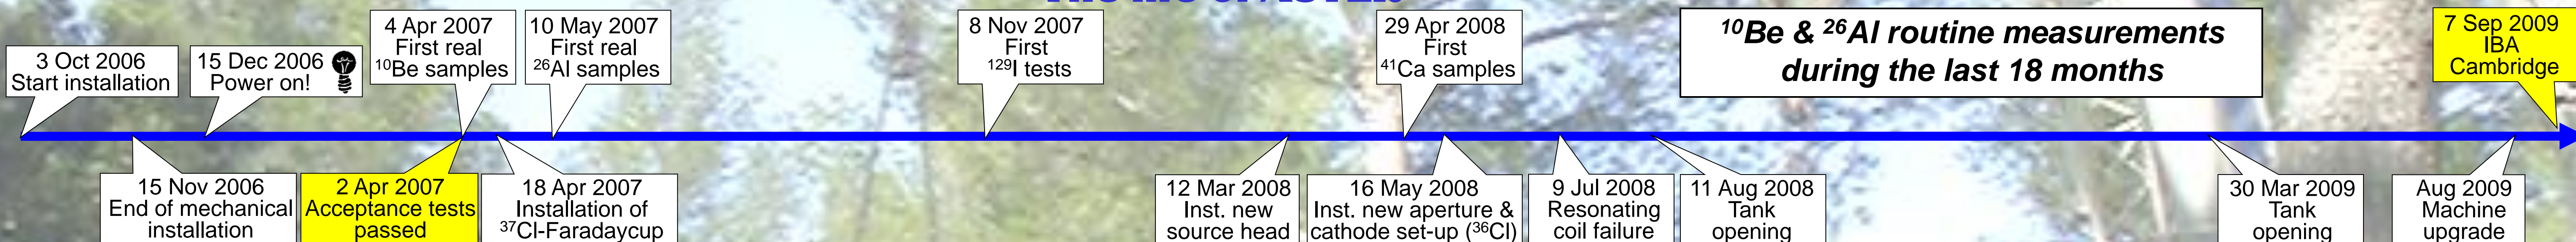 3 Oct 2006
Start installation
15 Dec 2006
Power on!
4 Apr 2007
First real
¹⁰Be samples
10 May 2007
First real
²⁶Al samples
8 Nov 2007
First
¹²⁹I tests
29 Apr 2008
First
⁴¹Ca samples
¹⁰Be & ²⁶Al routine measurements
during the last 18 months
7 Sep 2009
IBA
Cambridge
15 Nov 2006
End of mechanical
installation
2 Apr 2007
Acceptance tests
passed
18 Apr 2007
Installation of
³⁷Cl-Faradaycup
12 Mar 2008
Inst. new
source head
16 May 2008
Inst. new aperture &
cathode set-up (³⁶Cl)
9 Jul 2008
Resonating
coil failure
11 Aug 2008
Tank
opening
30 Mar 2009
Tank
opening
Aug 2009
Machine
upgrade